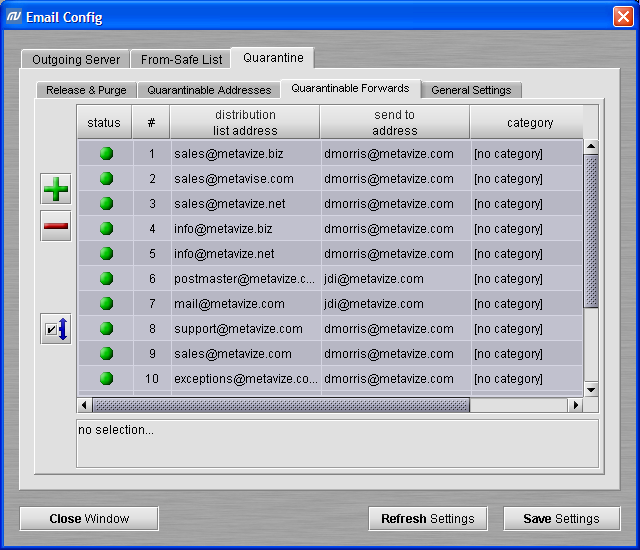 Email Config
Outgoing Server From-Safe List Quarantine
Release & Purge Quarantinable Addresses Quarantinable Forwards General Settings
status # distribution list address send to address category
1 sales@metavize.biz dmorris@metavize.com [no category]
2 sales@metavise.com dmorris@metavize.com [no category]
3 sales@metavize.net dmorris@metavize.com [no category]
4 info@metavize.biz dmorris@metavize.com [no category]
5 info@metavize.net dmorris@metavize.com [no category]
6 postmaster@metavize.c... jdi@metavize.com [no category]
7 mail@metavize.com jdi@metavize.com [no category]
8 support@metavize.com dmorris@metavize.com [no category]
9 sales@metavize.com dmorris@metavize.com [no category]
10 exceptions@metavize.co... dmorris@metavize.com [no category]
no selection...
Close Window Refresh Settings Save Settings